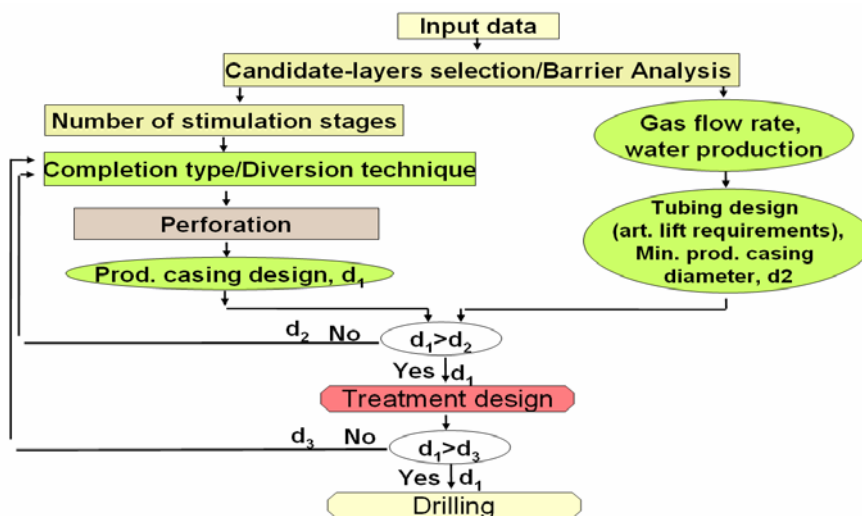 Input data
Candidate-layers selection/Barrier Analysis
Number of stimulation stages
Gas flow rate,
water production
Completion type/Diversion technique
Perforation
Tubing design
(art. lift requirements),
Min. prod. casing
diameter, d2
Prod. casing design, d₁
d₂ No
d₁>d₂
Yes d₁
Treatment design
d₃ No
d₁>d₃
Yes d₁
Drilling